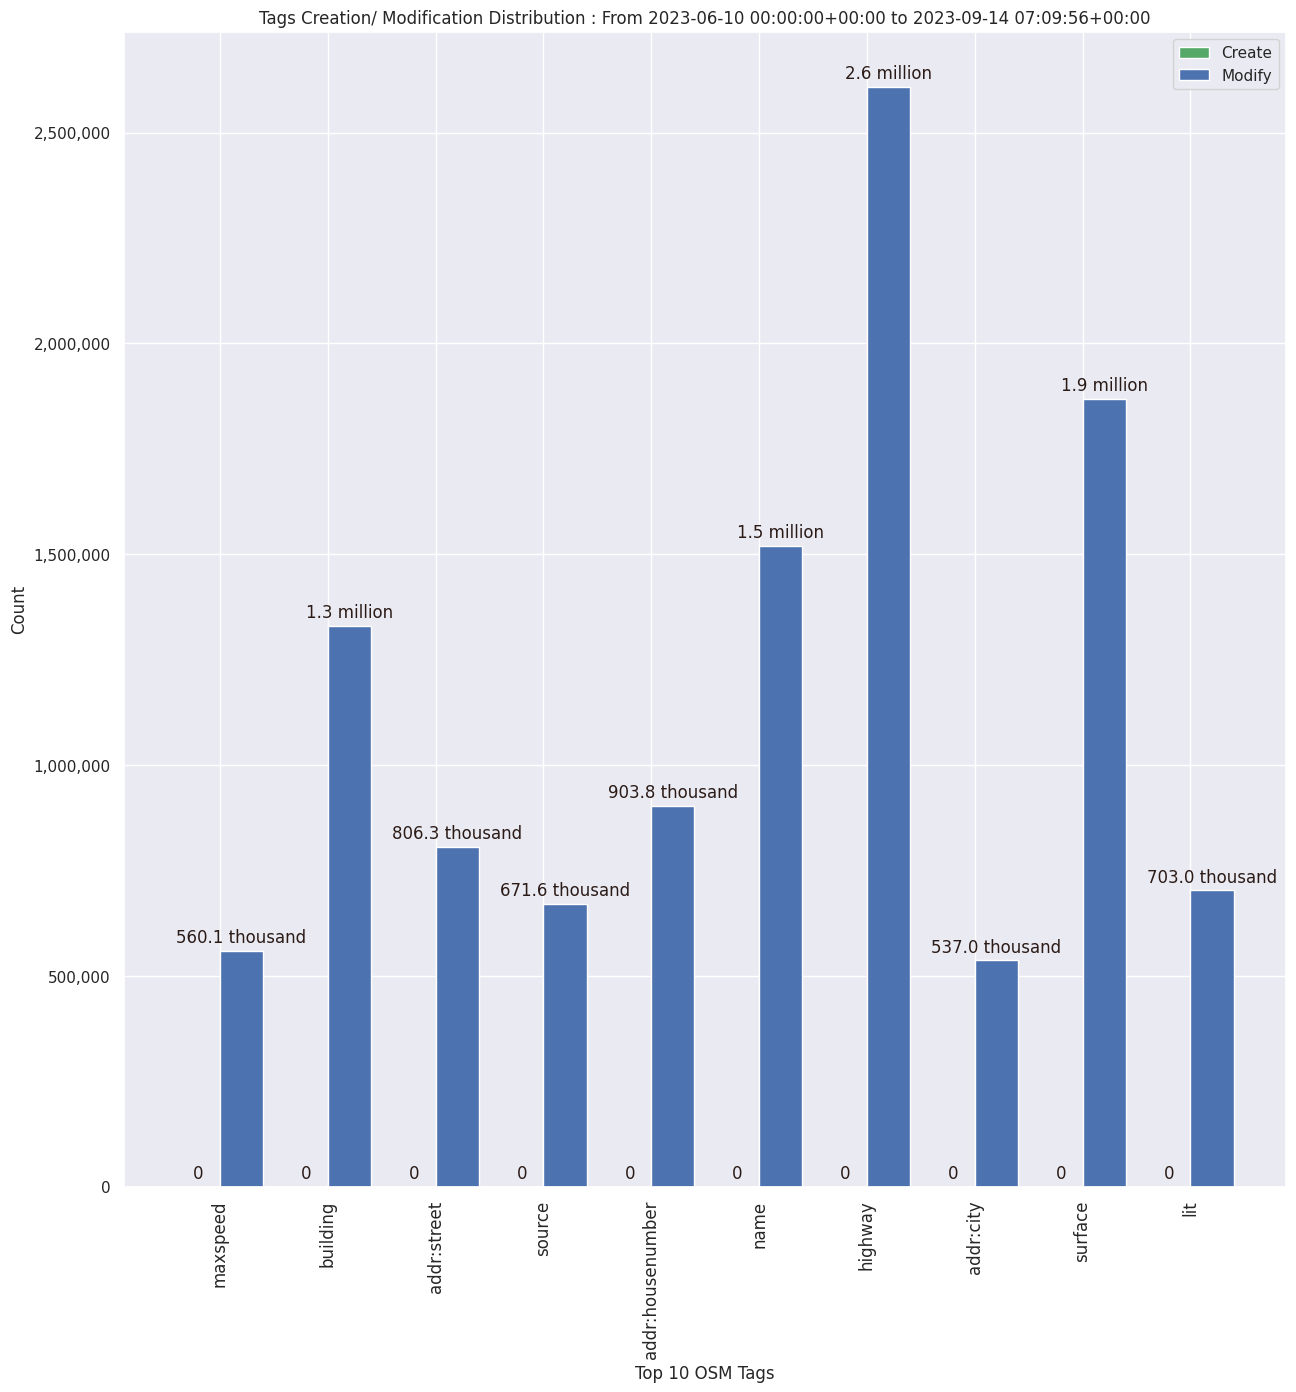 Tags Creation/ Modification Distribution : From 2023-06-10 00:00:00+00:00 to 2023-09-14 07:09:56+00:00
Create
Modify
2.6 million
2,500,000
2,000,000
1.9 million
1,500,000
1.5 million
1.3 million
Count
1,000,000
903.8 thousand
806.3 thousand
703.0 thousand
671.6 thousand
560.1 thousand
537.0 thousand
500,000
0 0 0 0 0 0 0 0 0 0
0
maxspeed
building
addr:street
source
addr:housenumber
name
highway
addr:city
surface
lit
Top 10 OSM Tags